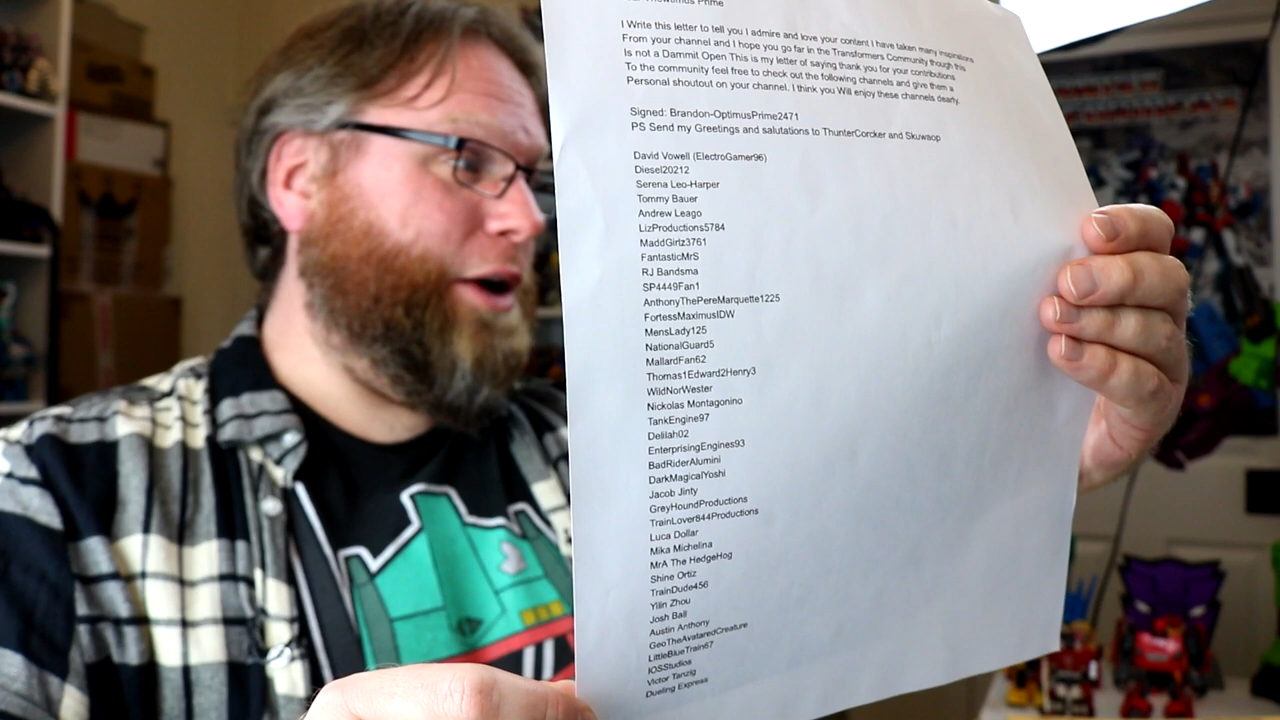 Prime
I Write this letter to tell you I admire and love your content I have taken many inspirations
From your channel and I hope you go far in the Transformers Community though this
Is not a Dammit Open This is my letter of saying thank you for your contributions
To the community feel free to check out the following channels and give them a
Personal shoutout on your channel. I think you Will enjoy these channels dearly.
Signed: Brandon-OptimusPrime2471
PS Send my Greetings and salutations to ThunterCorcker and Skuwaop
David Vowell (ElectroGamer96)
Diesel20212
Serena Leo-Harper
Tommy Bauer
Andrew Leago
LizProductions5784
MaddGirlz3761
FantasticMrS
RJ Bandsma
SP4449Fan1
AnthonyThePereMarquette1225
FortessMaximusIDW
MensLady125
NationalGuard5
MallardFan62
Thomas1Edward2Henry3
WildNorWester
Nickolas Montagonino
TankEngine97
Delilah02
EnterprisingEngines93
BadRiderAlumini
DarkMagicalYoshi
Jacob Jinty
GreyHoundProductions
TrainLover844Productions
Luca Dollar
Mika Michelina
MrA The HedgeHog
Shine Ortiz
TrainDude456
Yilin Zhou
Josh Ball
Austin Anthony
GeoTheAvataredCreature
LittleBlueTrain67
IOSStudios
Victor Tanzig
Dueling Express